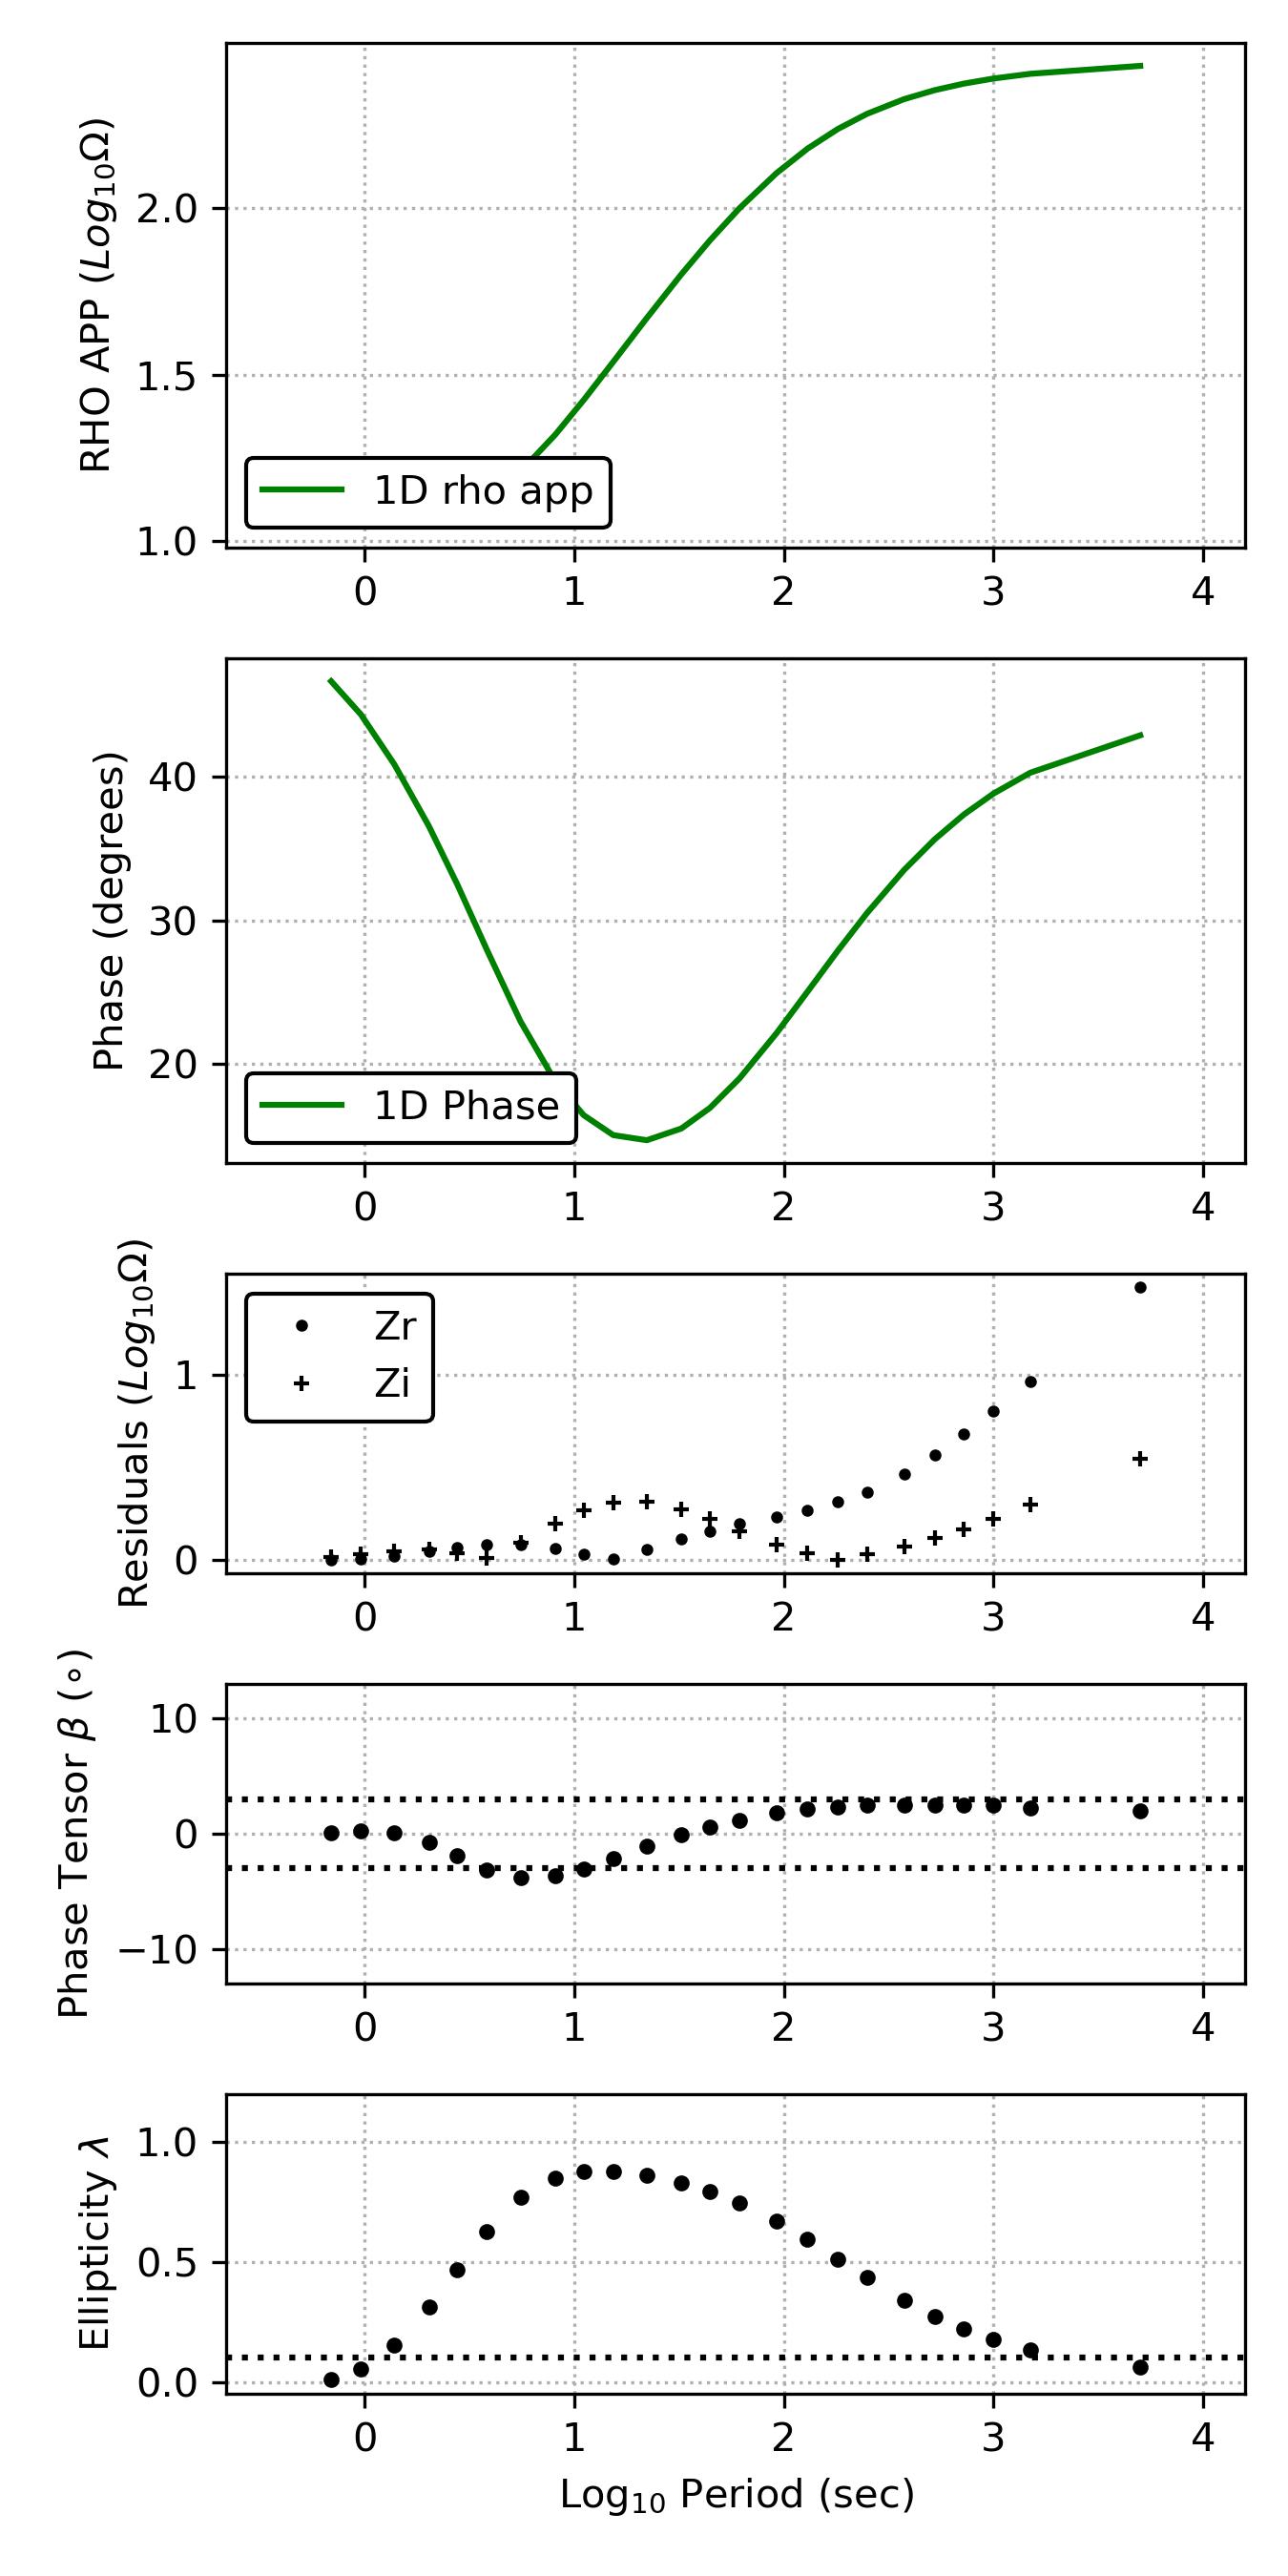 RHO APP (Log₁₀Ω)
2.0
1.5
1.0
1D rho app
0 1 2 3 4
Phase (degrees)
40
30
20
1D Phase
0 1 2 3 4
Residuals (Log₁₀Ω)
1
0
Zr
Zi
0 1 2 3 4
Phase Tensor β (∘)
10
0
−10
0 1 2 3 4
Ellipticity λ
1.0
0.5
0.0
0 1 2 3 4
Log₁₀ Period (sec)